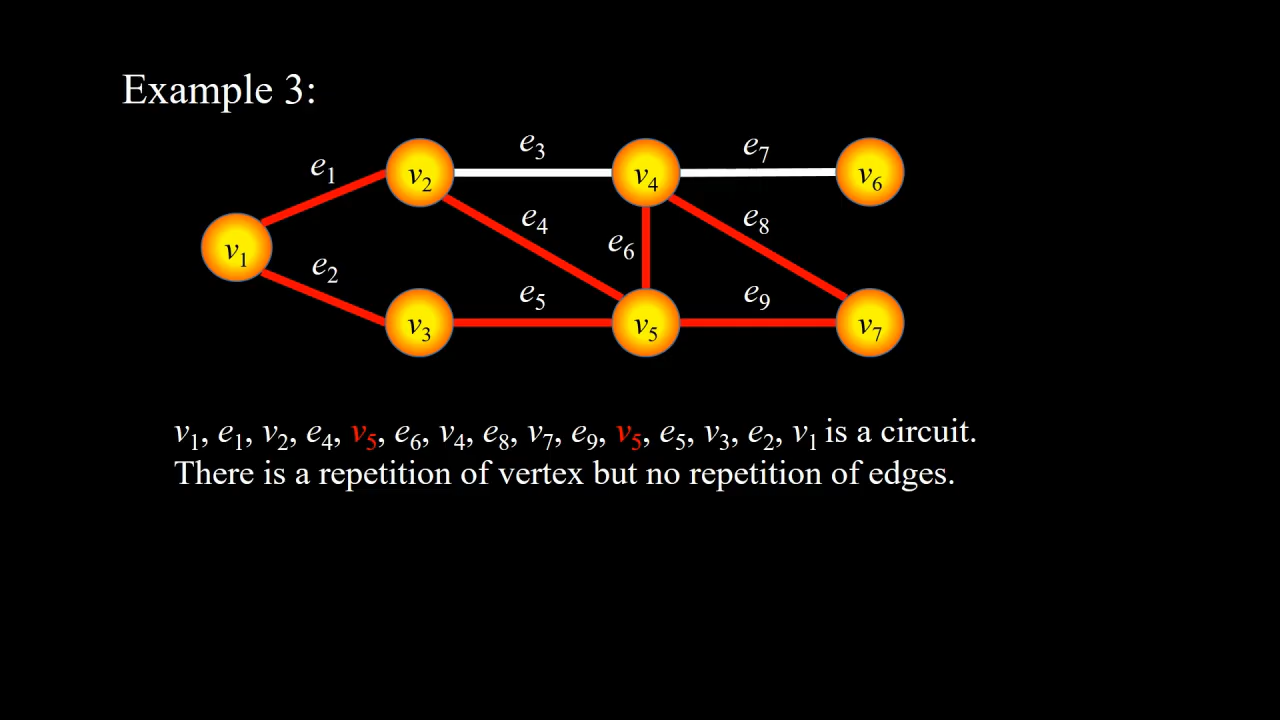 Example 3:
e1
e3
e7
v2
v4
v6
e4
e8
e6
v1
e2
e5
e9
v3
v5
v7
v1, e1, v2, e4, v5, e6, v4, e8, v7, e9, v5, e5, v3, e2, v1 is a circuit.
There is a repetition of vertex but no repetition of edges.